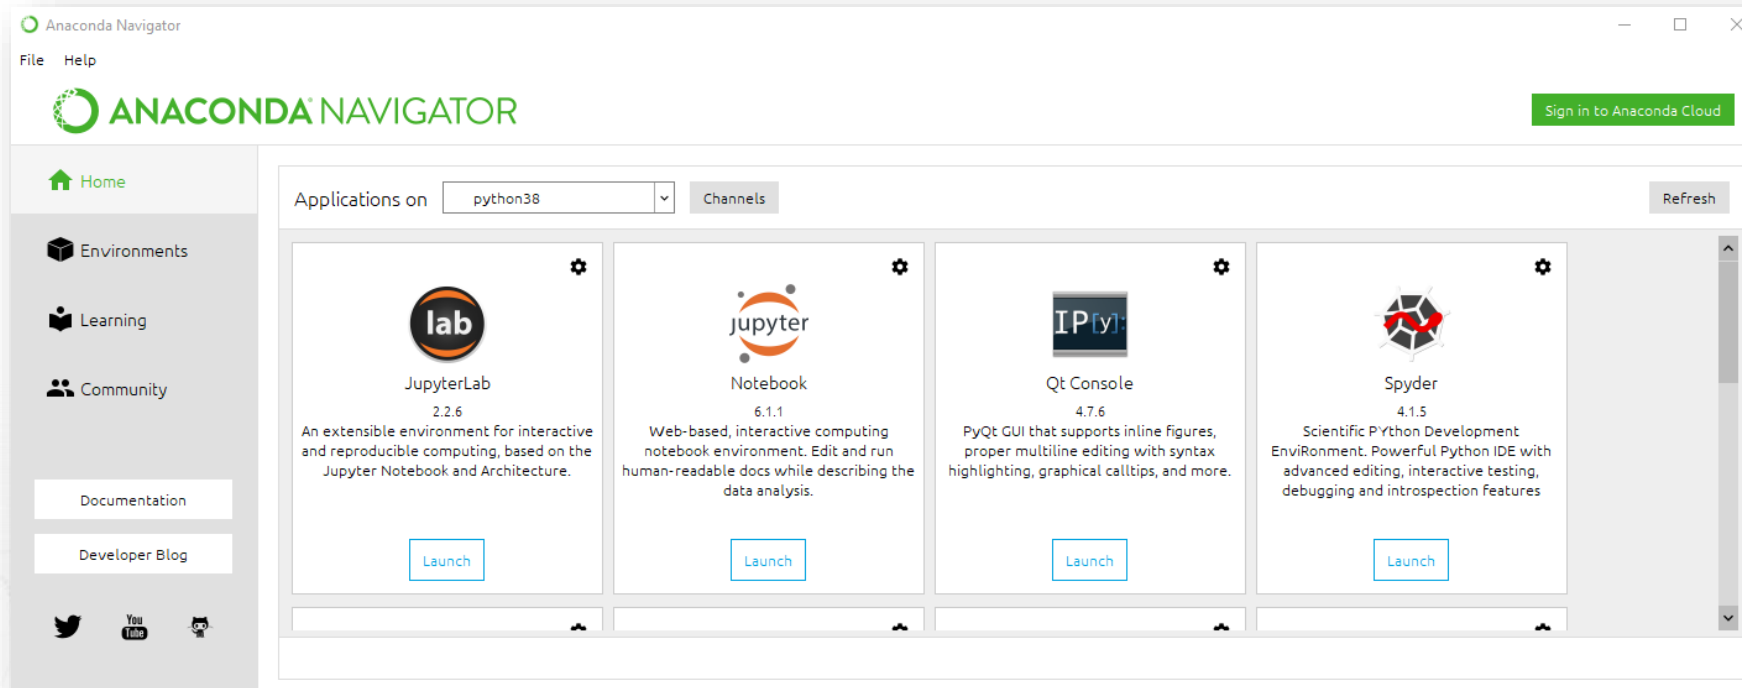 Anaconda Navigator
File Help
ANACONDA NAVIGATOR
Sign in to Anaconda Cloud
Home
Environments
Learning
Community
Documentation
Developer Blog
You
Tube
Applications on python38 Channels Refresh
lab
JupyterLab
2.2.6
An extensible environment for interactive
and reproducible computing, based on the
Jupyter Notebook and Architecture.
Launch
jupyter
Notebook
6.1.1
Web-based, interactive computing
notebook environment. Edit and run
human-readable docs while describing the
data analysis.
Launch
IP[y]:
Qt Console
4.7.6
PyQt GUI that supports inline figures,
proper multiline editing with syntax
highlighting, graphical calltips, and more.
Launch
Spyder
4.1.5
Scientific PYthon Development
EnviRonment. Powerful Python IDE with
advanced editing, interactive testing,
debugging and introspection features
Launch